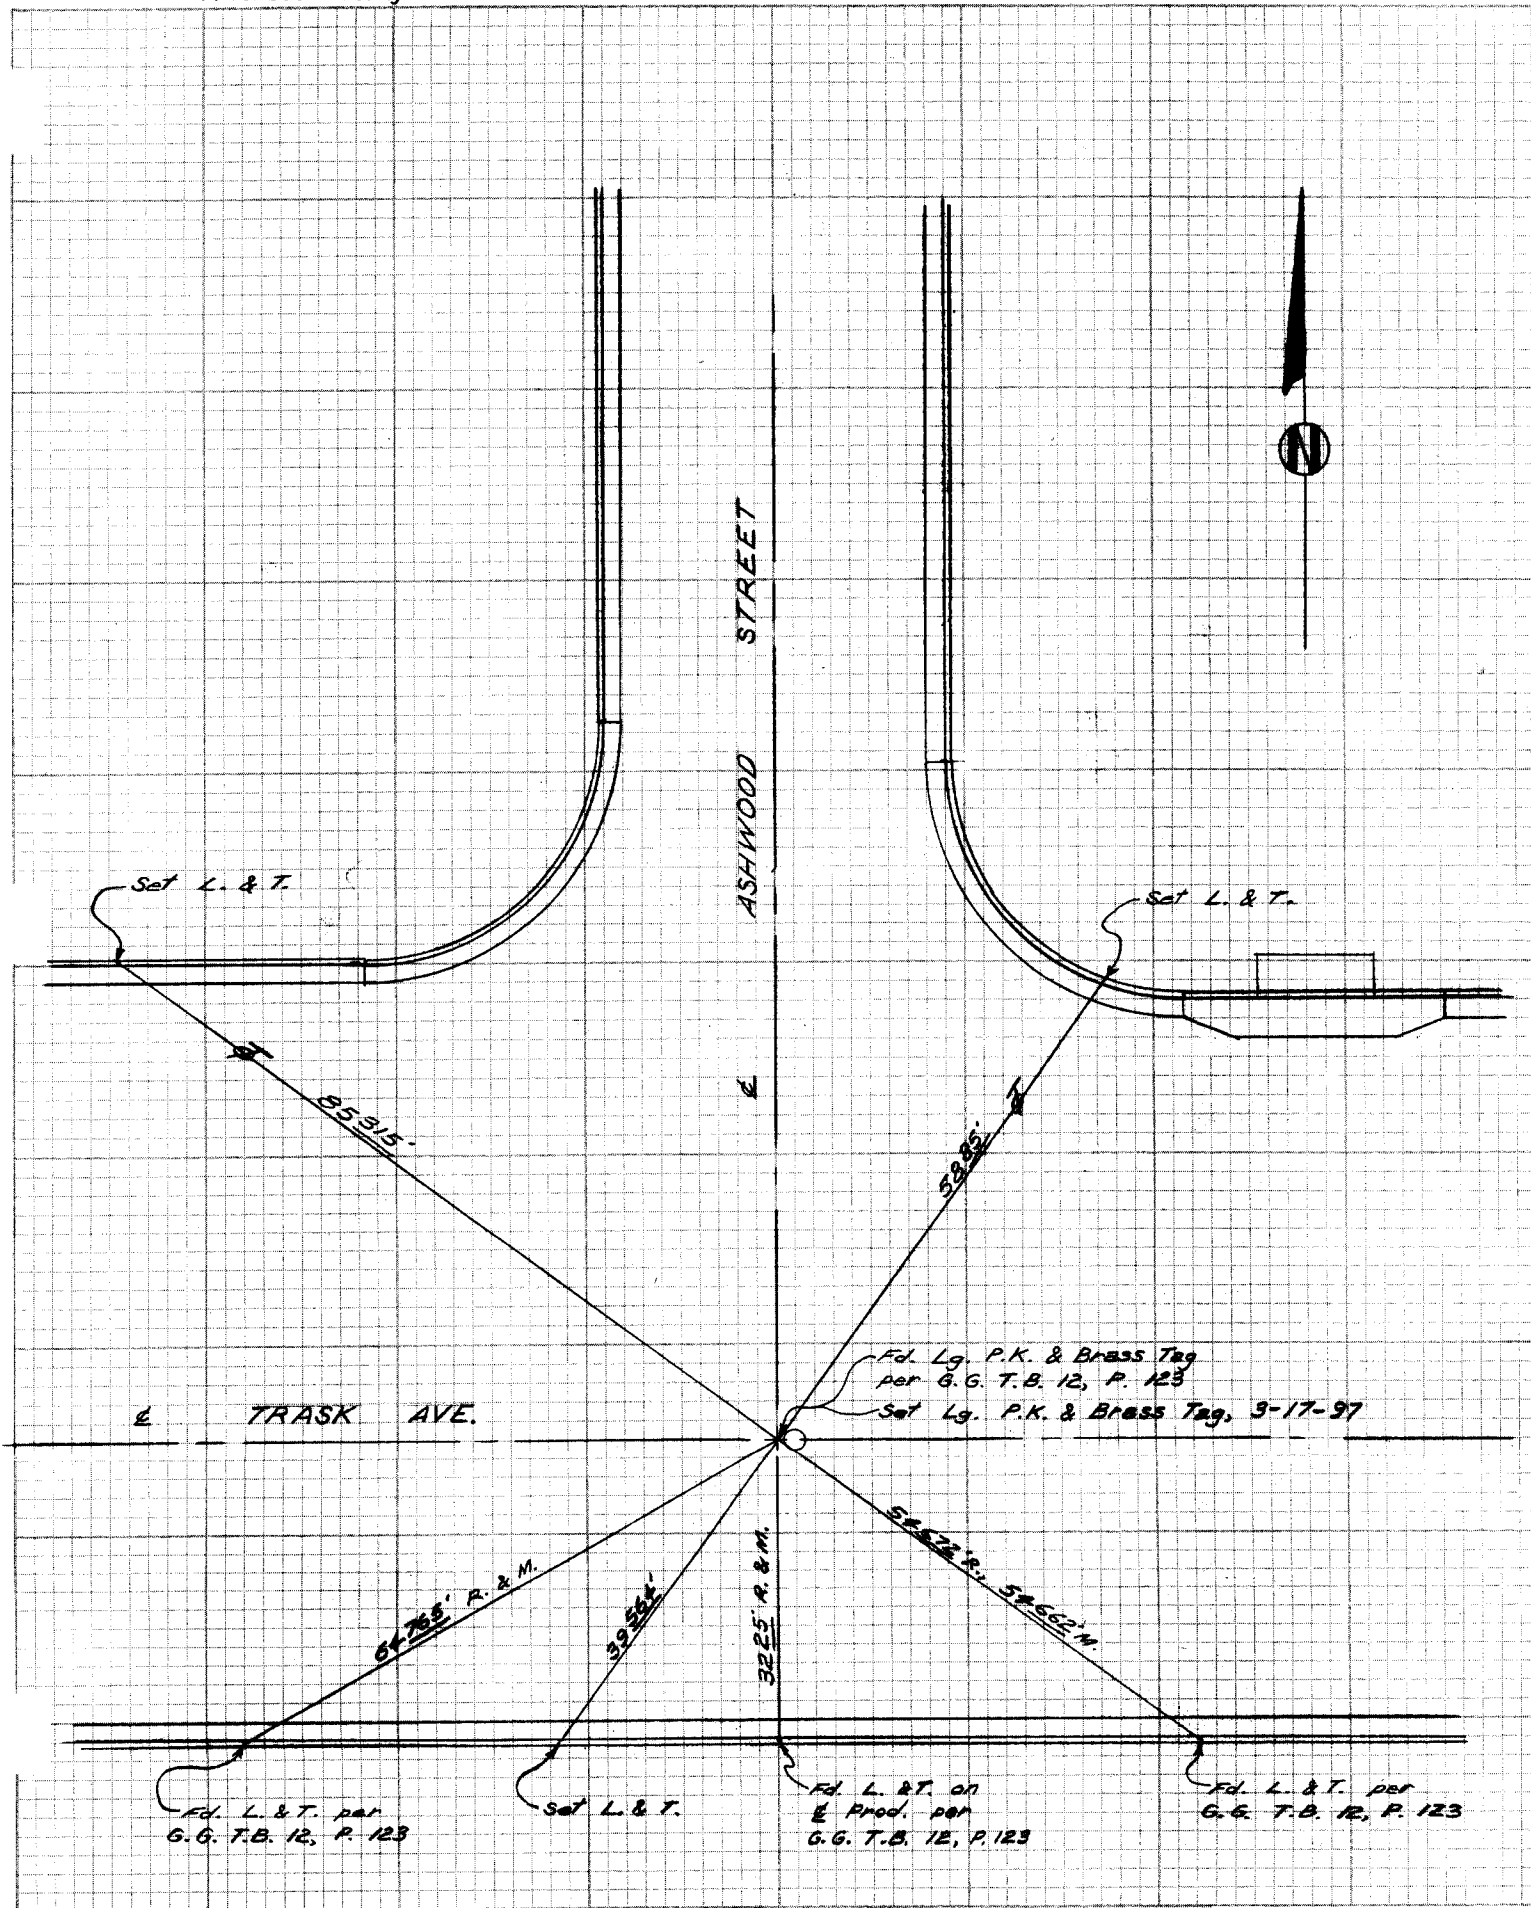 N
ASHWOOD STREET
Set L. & T.
Set L. & T.
℄
85.315'
58.85'
Fd. Lg. P.K. & Brass Tag
per G.G. T.B. 12, P. 123
Set Lg. P.K. & Brass Tag, 3-17-97
℄ TRASK AVE.
R. & M.
39.564'
32.25' R. & M.
Fd. L. & T. per
G.G. T.B. 12, P. 123
Set L. & T.
Fd. L. & T. on
℄ Prod. per
G.G. T.B. 12, P. 123
Fd. L. & T. per
G.G. T.B. 12, P. 123